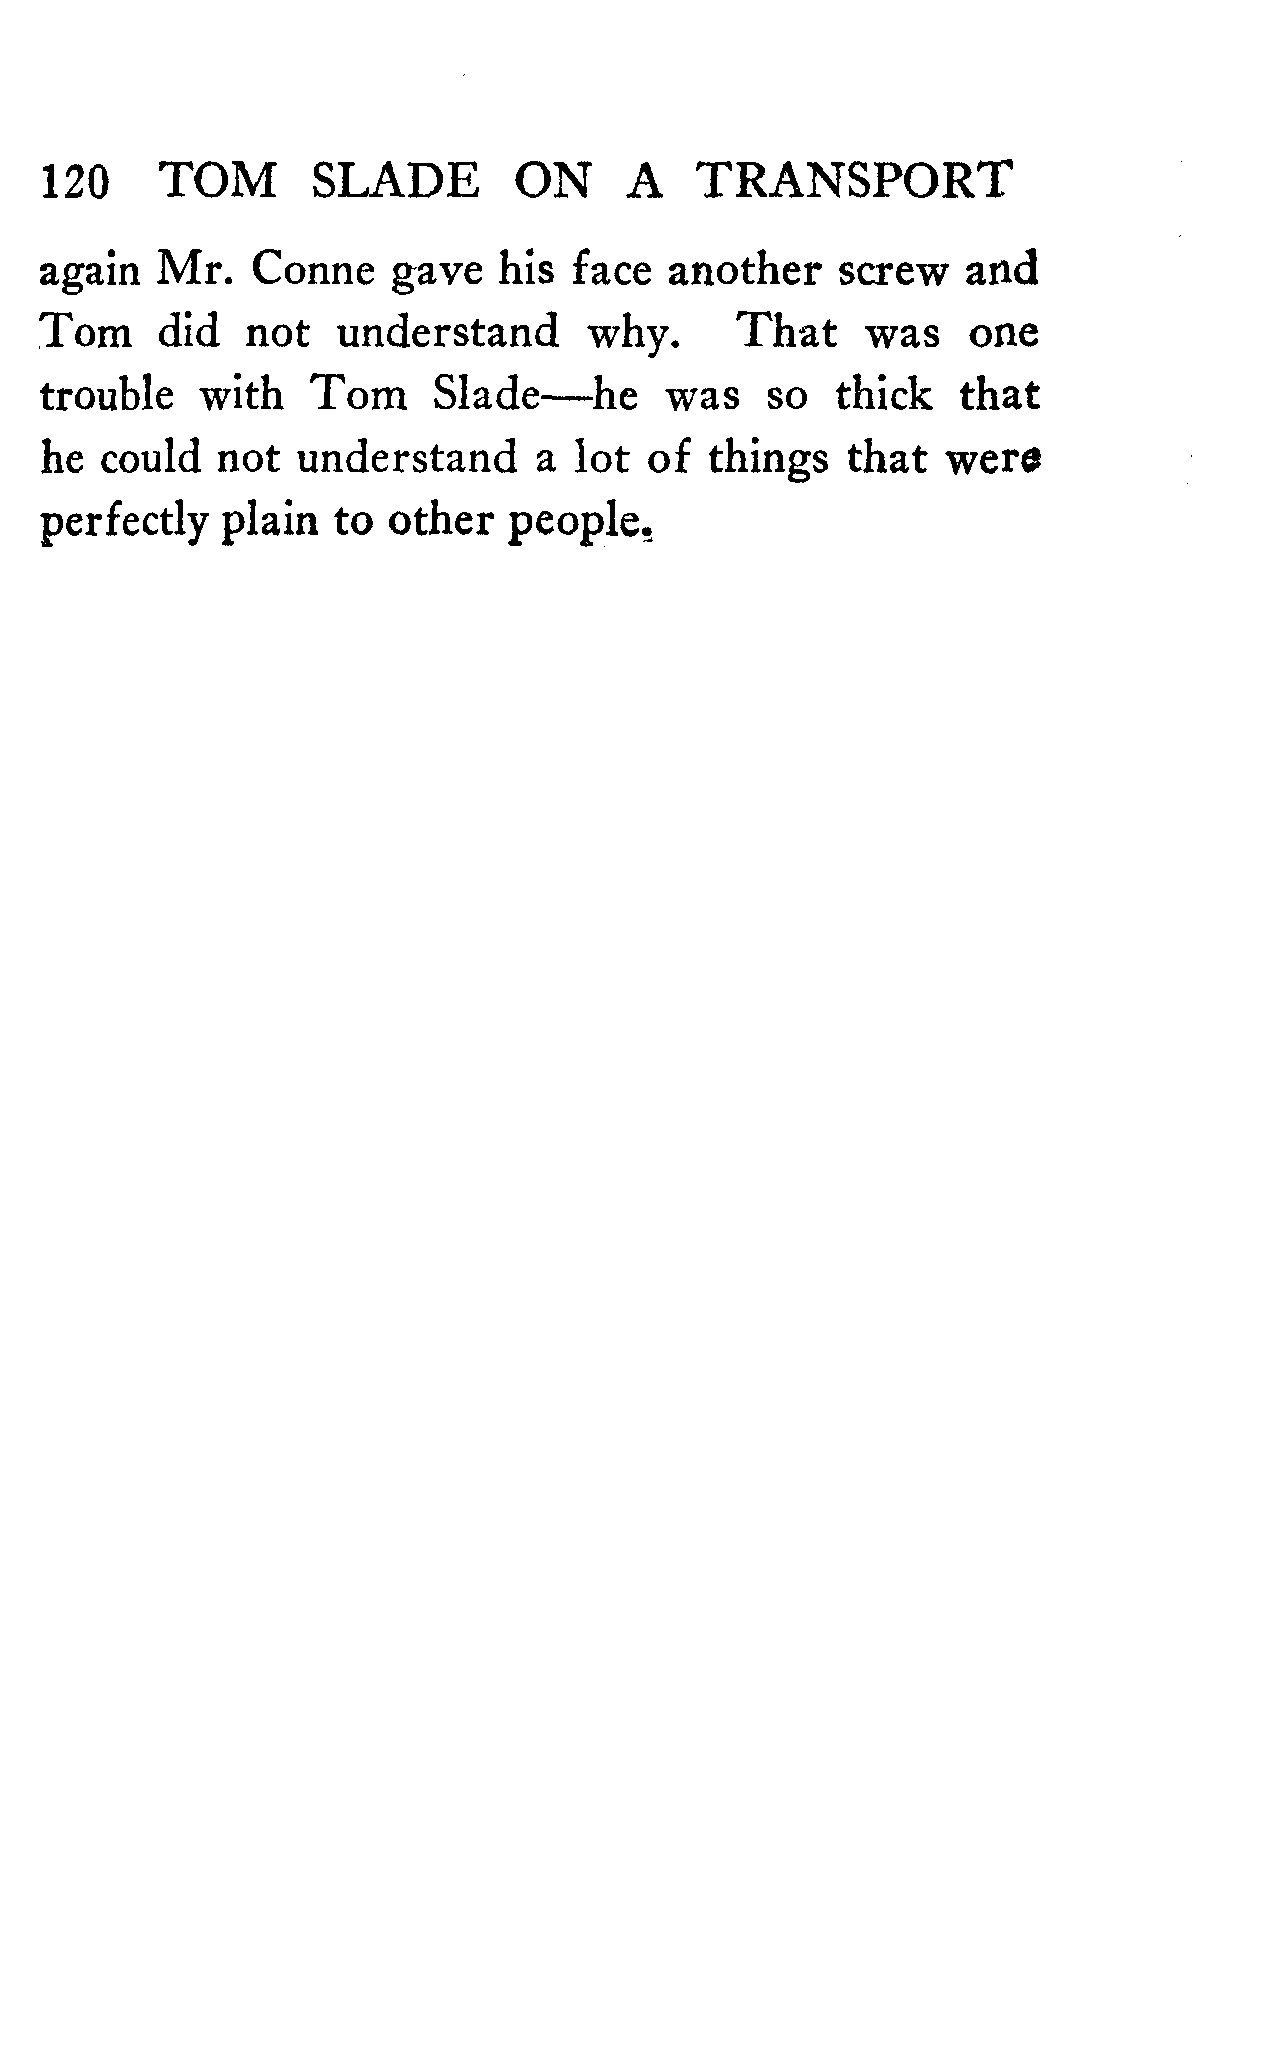 120 TOM SLADE ON A TRANSPORT
again Mr. Conne gave his face another screw and
Tom did not understand why. That was one
trouble with Tom Slade—he was so thick that
he could not understand a lot of things that were
perfectly plain to other people.